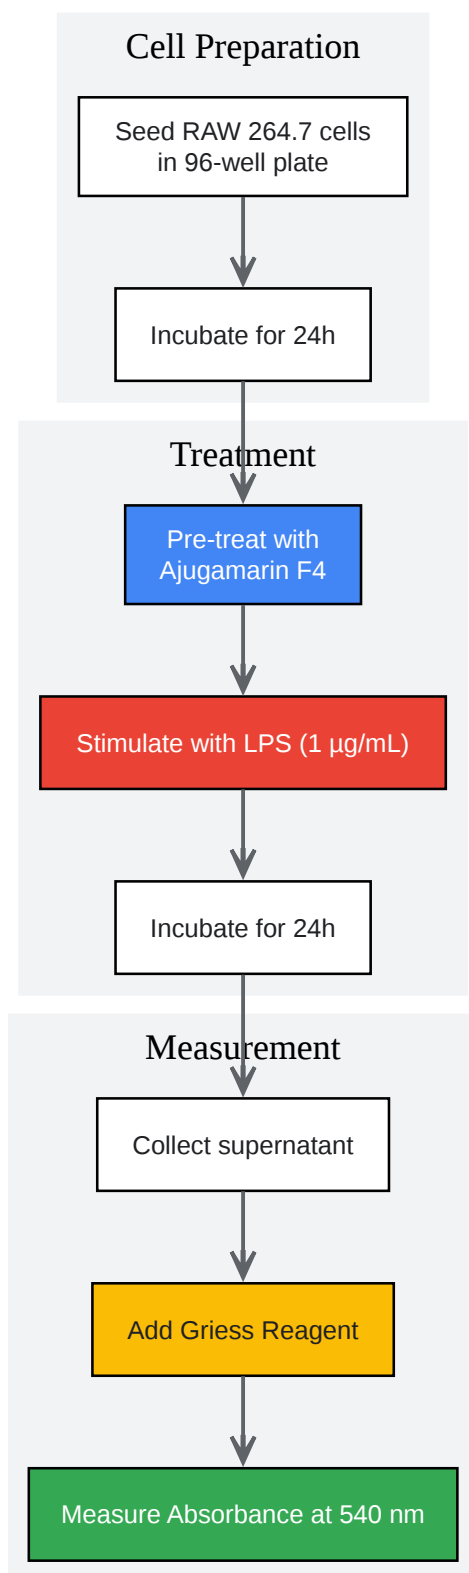 Cell Preparation
Seed RAW 264.7 cells
in 96-well plate
Incubate for 24h
Treatment
Pre-treat with
Ajugamarin F4
Stimulate with LPS (1 µg/mL)
Incubate for 24h
Measurement
Collect supernatant
Add Griess Reagent
Measure Absorbance at 540 nm